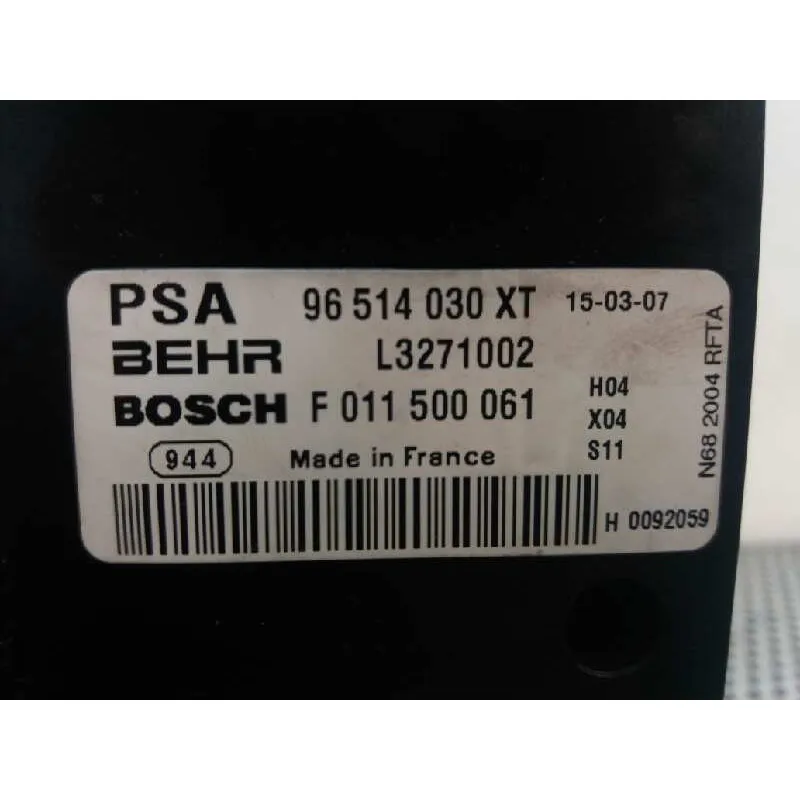 PSA 96 514 030 XT 15-03-07
BEHR L3271002
BOSCH F 011 500 061
H04
X04
S11
944 Made in France
H 0092059
N68 2004 RFTA